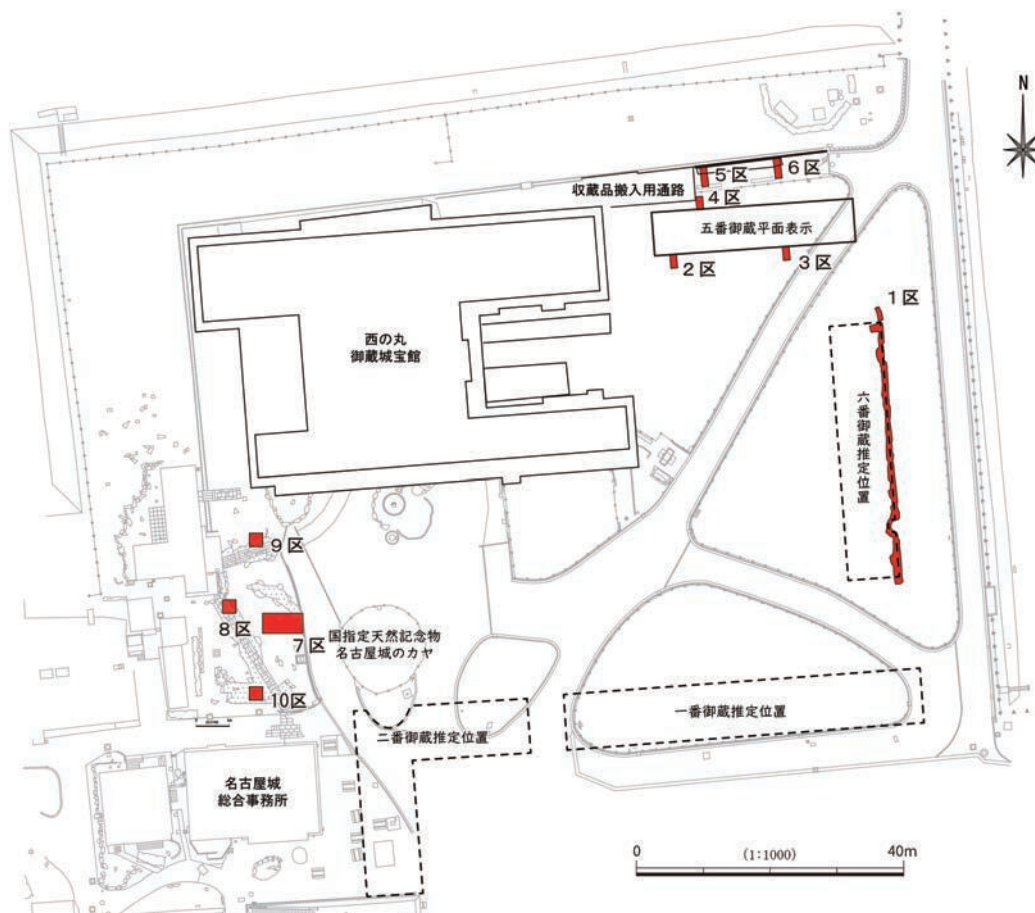 N
5区
6区
収蔵品搬入用通路
4区
五番御蔵平面表示
2区
3区
1区
西の丸
御蔵城宝館
六番御蔵推定位置
9区
8区
7区
国指定天然記念物
名古屋城のカヤ
10区
二番御蔵推定位置
一番御蔵推定位置
名古屋城
総合事務所
0
(1:1000)
40m